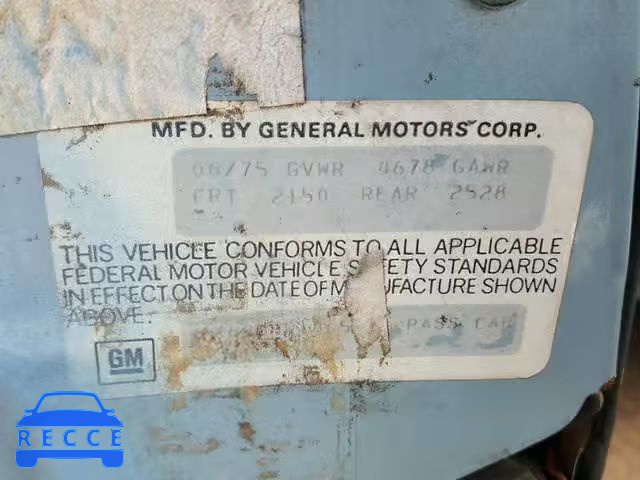 MFD. BY GENERAL MOTORS CORP.
06/75 GVWR 4678 GAWR
FRT 2150 REAR 2528
THIS VEHICLE CONFORMS TO ALL APPLICABLE
FEDERAL MOTOR VEHICLE SAFETY STANDARDS
IN EFFECT ON THE DATE OF MANUFACTURE SHOWN
ABOVE.
PASS CAR
GM
RECCE